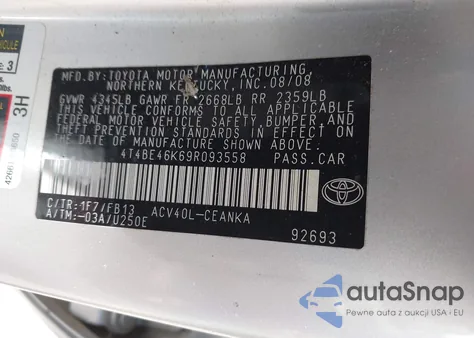 MFD.BY:TOYOTA MOTOR MANUFACTURING,
NORTHERN KENTUCKY, INC. 08/08
GVWR 4345LB GAWR FR 2668LB RR 2359LB
THIS VEHICLE CONFORMS TO ALL APPLICABLE
FEDERAL MOTOR VEHICLE SAFETY, BUMPER, AND
THEFT PREVENTION STANDARDS IN EFFECT ON
THE DATE OF MANUFACTURE SHOWN ABOVE.
4T4BE46K69R093558 PASS.CAR
C/TR:1F7/FB13 ACV40L-CEANKA
A/TM:-03A/U250E
92693
TOYOTA
3H
3
autoSnap
Pewne auta z aukcji USA - EU